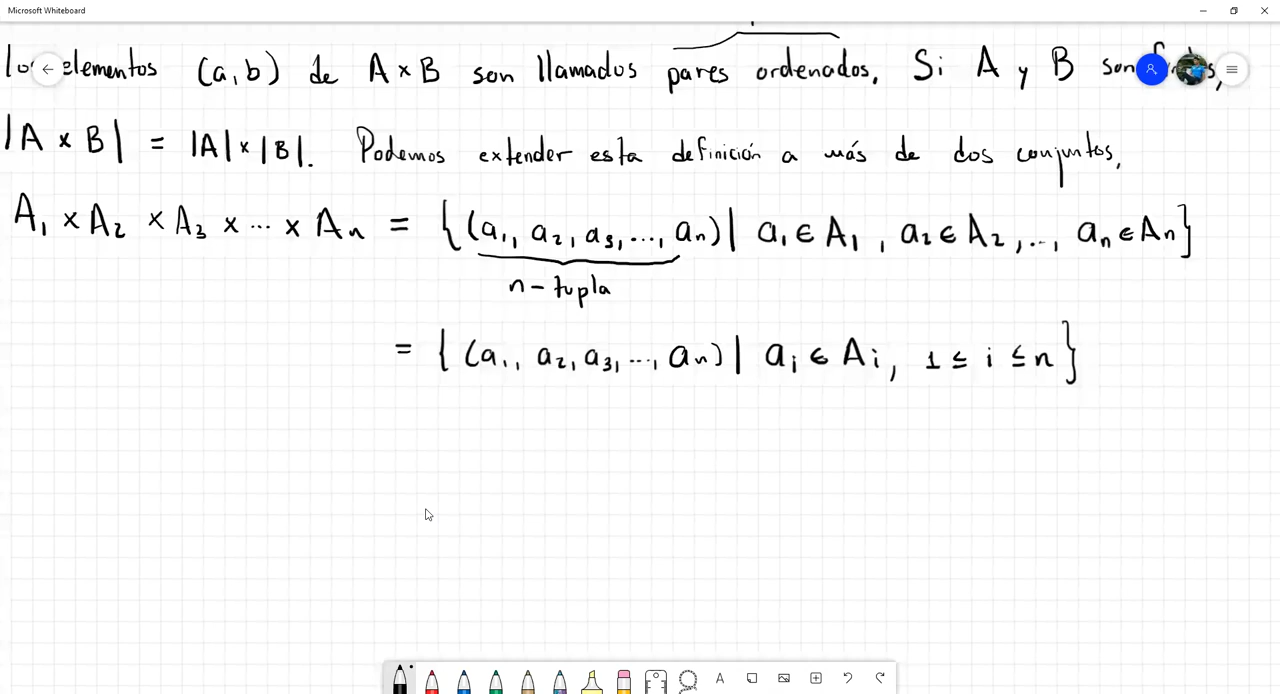 Microsoft Whiteboard
elementos (a,b) de A × B son llamados pares ordenados. Si A y B son
|A × B| = |A| × |B|. Podemos extender esta definición a más de dos conjuntos,
A₁ × A₂ × A₃ × ... × Aₙ = {(a₁, a₂, a₃, ..., aₙ) | a₁ ∈ A₁, a₂ ∈ A₂, ..., aₙ ∈ Aₙ}
n-tupla
= {(a₁, a₂, a₃, ..., aₙ) | aᵢ ∈ Aᵢ, 1 ≤ i ≤ n}